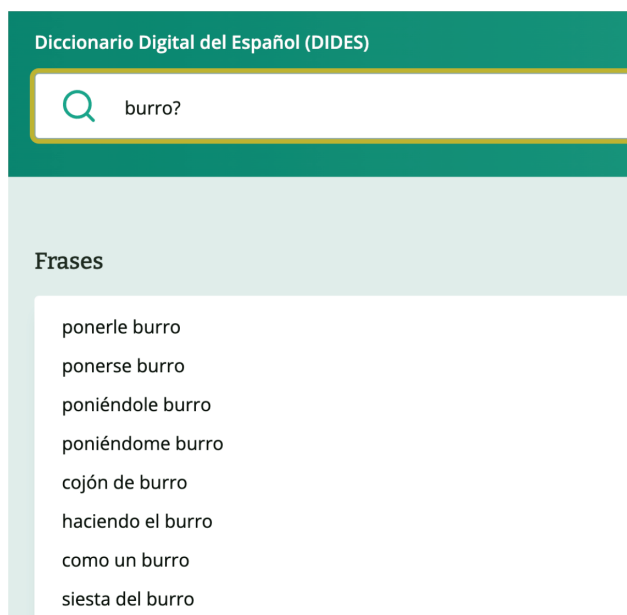 Diccionario Digital del Español (DIDES)
burro?
Frases
ponerle burro
ponerse burro
poniéndole burro
poniéndome burro
cojón de burro
haciendo el burro
como un burro
siesta del burro